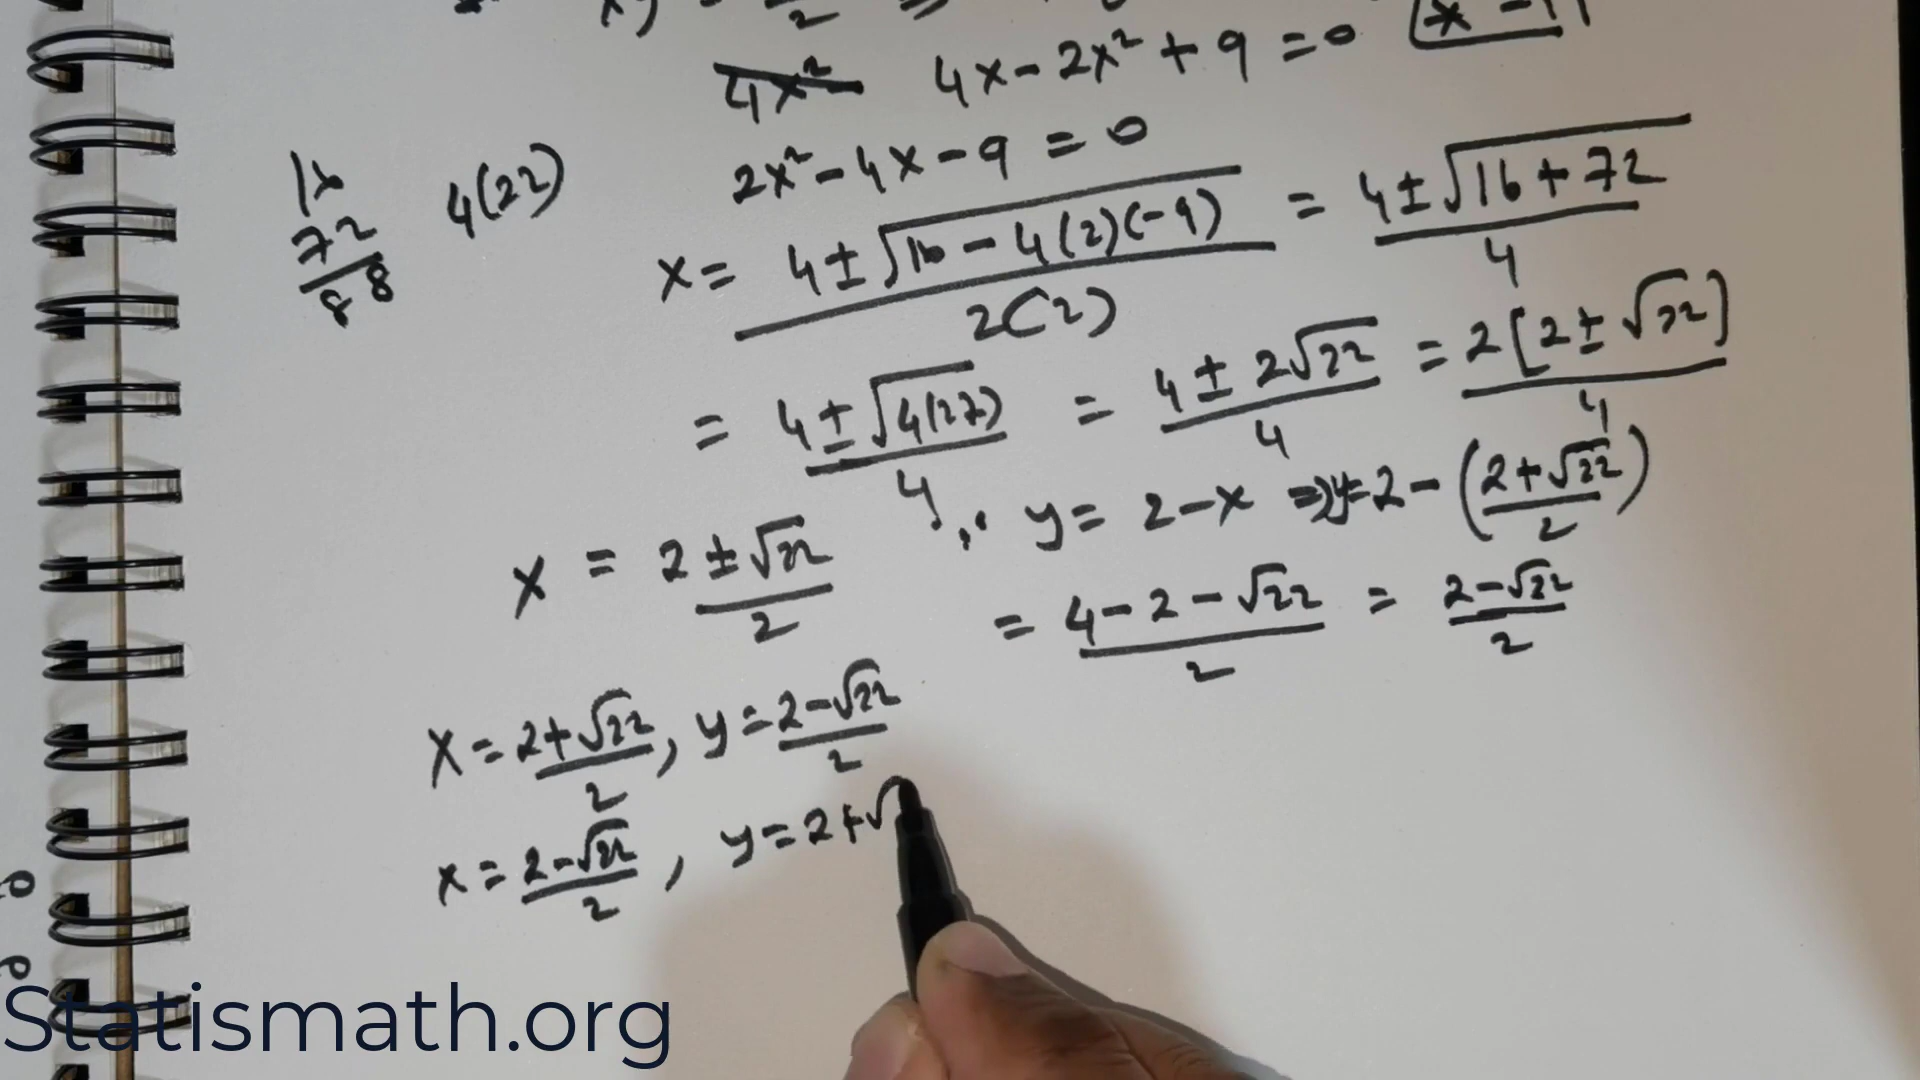 4x² 4x - 2x² + 9 = 0
2x² - 4x - 9 = 0
72
88
4(22)
x = 4 ± √16 - 4(2)(-9) / 2(2) = 4 ± √16 + 72 / 4
= 4 ± √4(22) / 4 = 4 ± 2√22 / 4 = 2[2 ± √22] / 4
x = 2 ± √22 / 2
∴ y = 2 - x ⇒ y = 2 - (2 + √22 / 2)
= 4 - 2 - √22 / 2 = 2 - √22 / 2
x = 2 + √22 / 2, y = 2 - √22 / 2
x = 2 - √22 / 2, y = 2 + √
Statismath.org